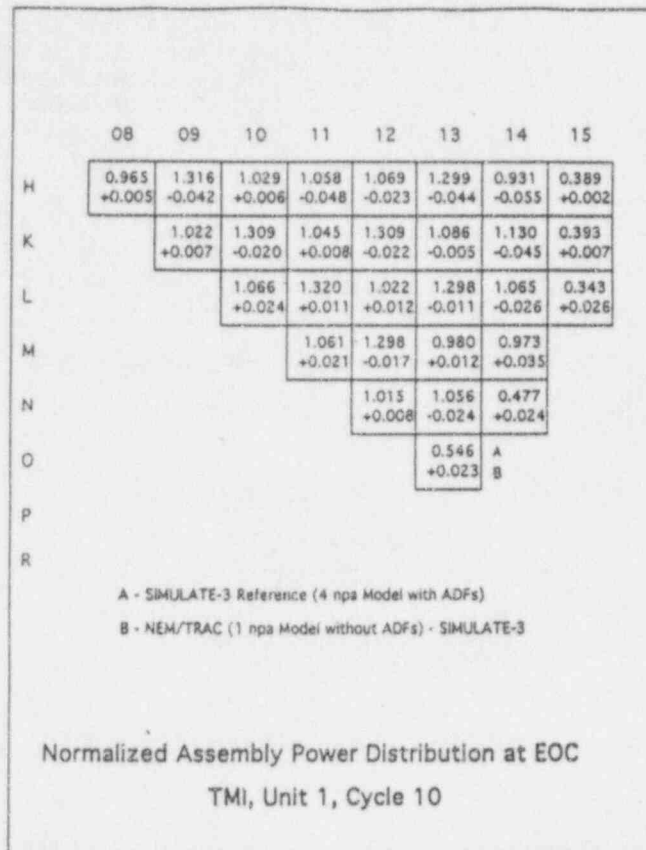 08 09 10 11 12 13 14 15
H 0.965 1.316 1.029 1.058 1.069 1.299 0.931 0.389
+0.005 -0.042 +0.006 -0.048 -0.023 -0.044 -0.055 +0.002
K 1.022 1.309 1.045 1.309 1.086 1.130 0.393
+0.007 -0.020 +0.008 -0.022 -0.005 -0.045 +0.007
L 1.066 1.320 1.022 1.298 1.065 0.343
+0.024 +0.011 +0.012 -0.011 -0.026 +0.026
M 1.061 1.298 0.980 0.973
+0.021 -0.017 +0.012 +0.035
N 1.015 1.056 0.477
+0.008 -0.024 +0.024
O 0.546 A
+0.023 B
P
R
A - SIMULATE-3 Reference (4 npa Model with ADFs)
B - NEM/TRAC (1 npa Model without ADFs) - SIMULATE-3
Normalized Assembly Power Distribution at EOC
TMI, Unit 1, Cycle 10